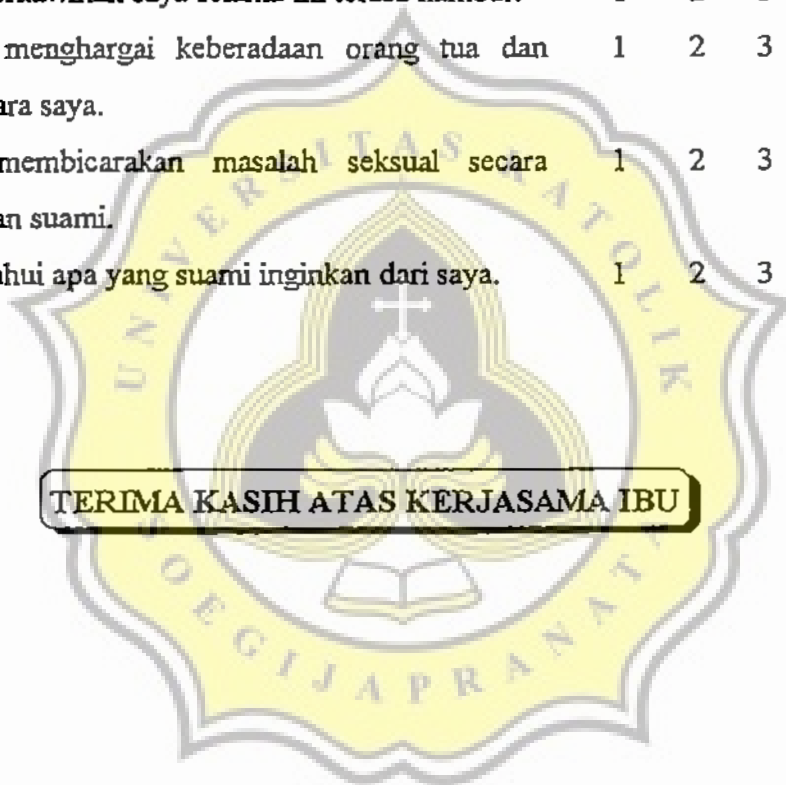 menghargai keberadaan orang tua dan 1 2 3
ara saya.
membicarakan masalah seksual secara 1 2 3
an suami.
ahui apa yang suami inginkan dari saya. 1 2 3
UNIVERSITAS KATOLIK
TERIMA KASIH ATAS KERJASAMA IBU
SOEGIJAPRANATA